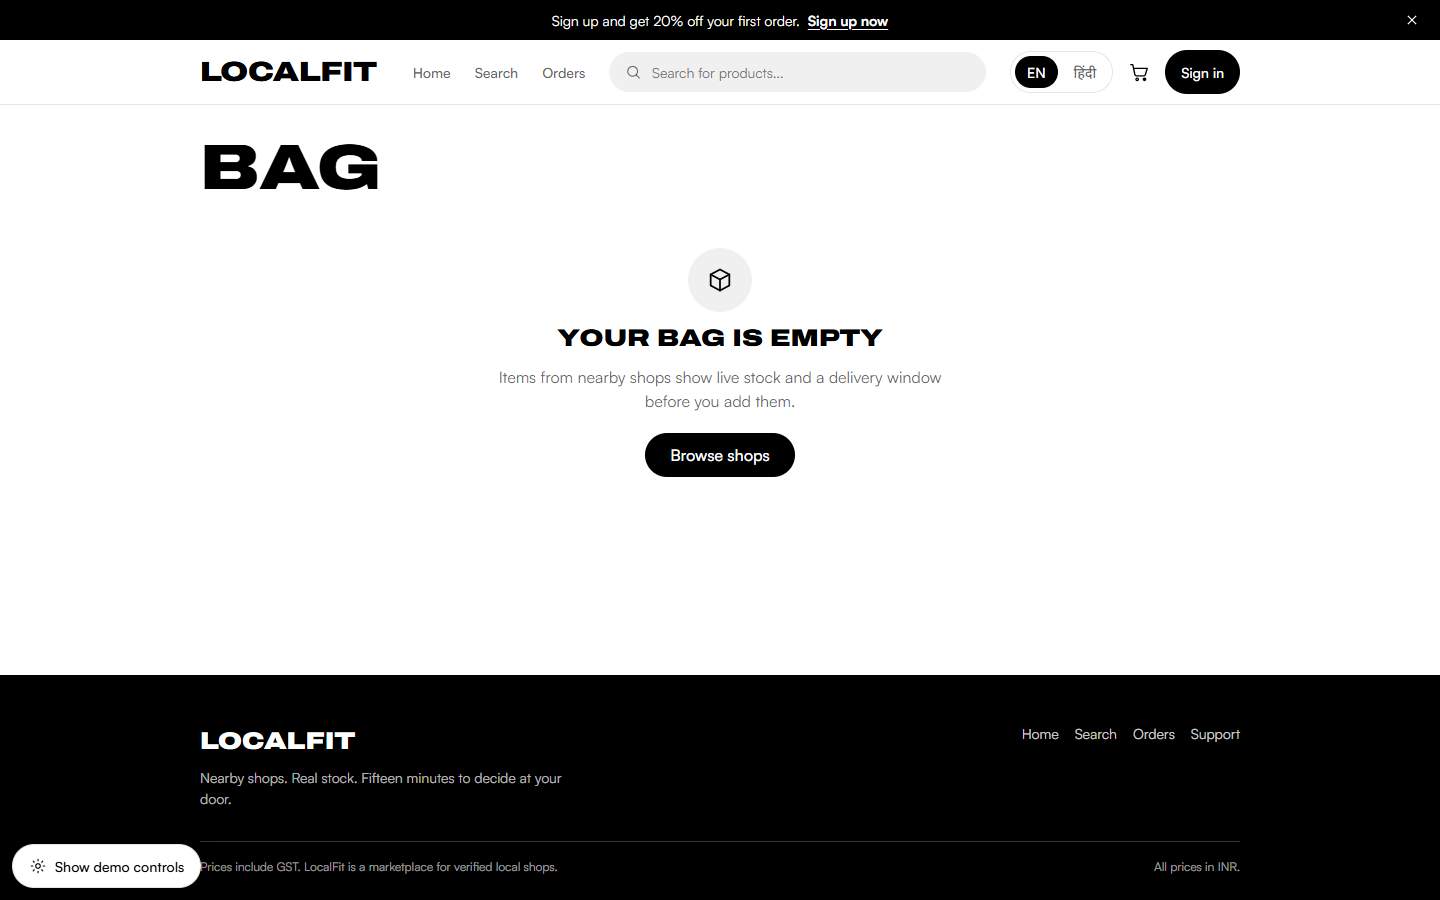 Sign up and get 20% off your first order. Sign up now
LOCALFIT
Home
Search
Orders
Search for products...
EN
हिंदी
Sign in
BAG
YOUR BAG IS EMPTY
Items from nearby shops show live stock and a delivery window
before you add them.
Browse shops
LOCALFIT
Home
Search
Orders
Support
Nearby shops. Real stock. Fifteen minutes to decide at your
door.
Show demo controls
Prices include GST. LocalFit is a marketplace for verified local shops.
All prices in INR.